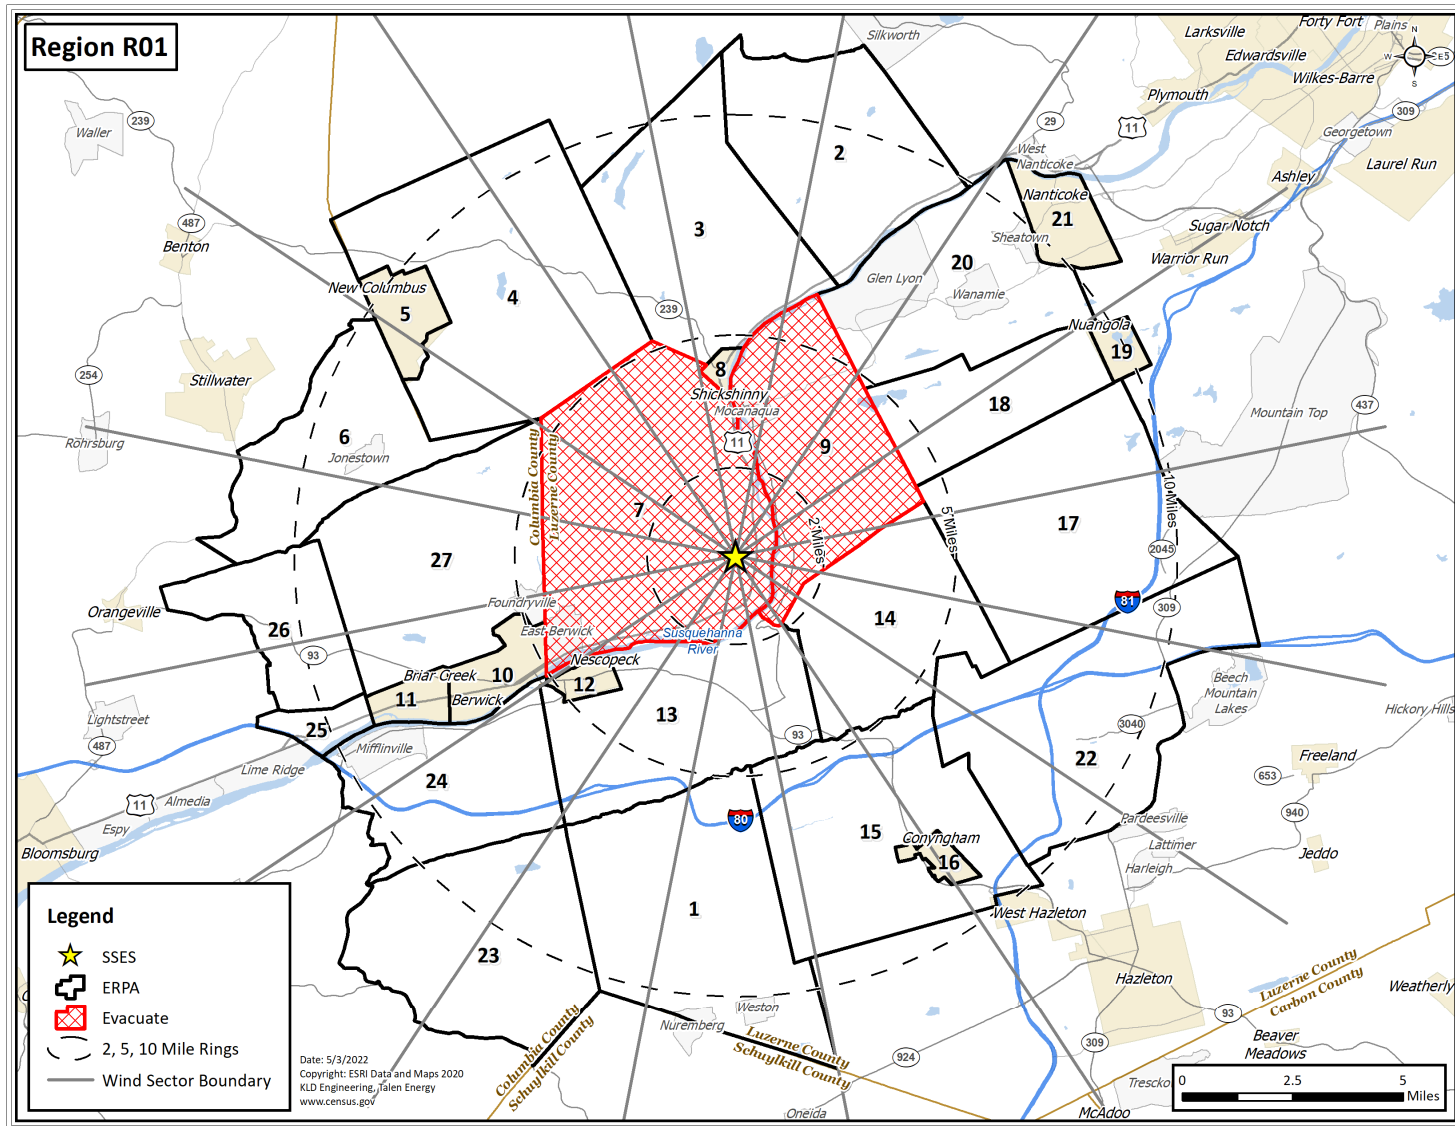 Region R01
Silkworth
Larksville
Forty Fort
Plains
Edwardsville
Wilkes-Barre
N
W
S
Plymouth
11
309
Georgetown
Laurel Run
Ashley
29
West
Nanticoke
Nanticoke
21
Sheatown
Sugar Notch
Warrior Run
Waller
239
487
Benton
2
3
20
Glen Lyon
Wanamie
New Columbus
5
4
239
Nuangola
19
254
Stillwater
8
Shickshinny
Mocanaqua
11
18
Mountain Top
437
Rohrsburg
6
Jonestown
Columbia County
Luzerne County
9
7
2 Miles
5 Miles
10 Miles
17
2045
27
Foundryville
East Berwick
81
309
Orangeville
26
93
14
Susquehanna
River
Nescopeck
12
Briar Creek
10
11
Berwick
Beech
Mountain
Lakes
Hickory Hills
Lightstreet
487
25
Mifflinville
13
93
3040
22
Freeland
653
Lime Ridge
24
11
Almedia
Espy
Bloomsburg
80
15
Conyngham
16
Pardeesville
Lattimer
Harleigh
940
Jeddo
1
West Hazleton
23
Hazleton
Luzerne County
Carbon County
Weatherly
Weston
Nuremberg
Columbia County
Schuylkill County
Luzerne County
Schuylkill County
924
309
93
Beaver
Meadows
Oneida
McAdoo
Legend
SSES
ERPA
Evacuate
2, 5, 10 Mile Rings
Wind Sector Boundary
Date: 5/3/2022
Copyright: ESRI Data and Maps 2020
KLD Engineering, Talen Energy
www.census.gov
0 2.5 5
Miles